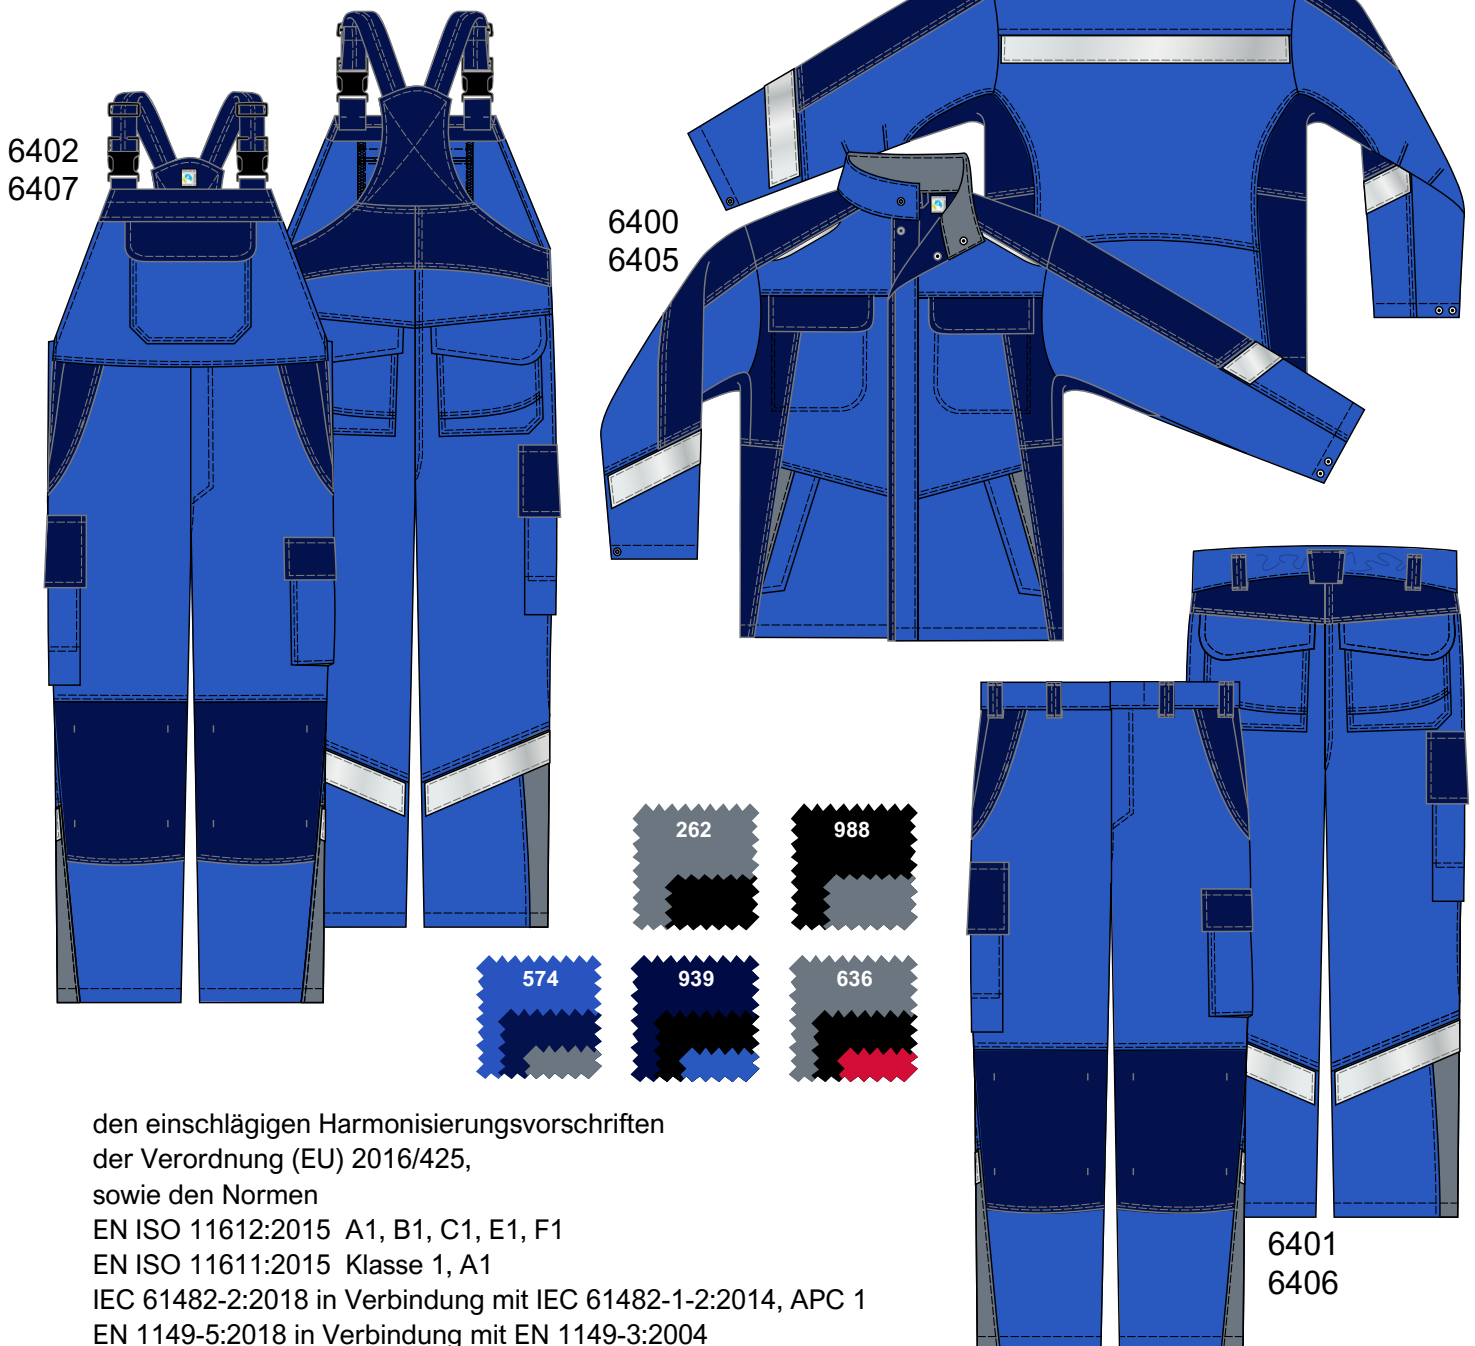 6402
6407
6400
6405
262
988
574
939
636
6401
6406
den einschlägigen Harmonisierungsvorschriften
der Verordnung (EU) 2016/425,
sowie den Normen
EN ISO 11612:2015 A1, B1, C1, E1, F1
EN ISO 11611:2015 Klasse 1, A1
IEC 61482-2:2018 in Verbindung mit IEC 61482-1-2:2014, APC 1
EN 1149-5:2018 in Verbindung mit EN 1149-3:2004